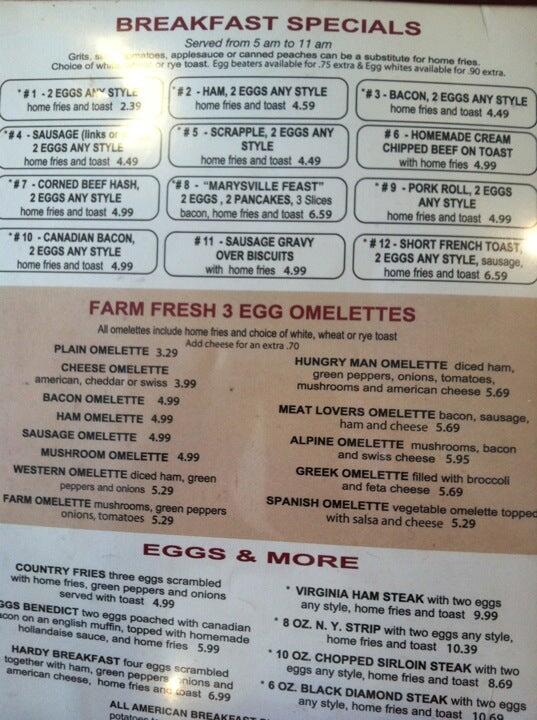 BREAKFAST SPECIALS
Served from 5 am to 11 am
Grits, tomatoes, applesauce or canned peaches can be a substitute for home fries.
Choice of white, wheat or rye toast. Egg beaters available for .75 extra & Egg whites available for .90 extra.
*# 1 - 2 EGGS ANY STYLE
home fries and toast 2.39
*# 2 - HAM, 2 EGGS ANY STYLE
home fries and toast 4.59
*# 3 - BACON, 2 EGGS ANY STYLE
home fries and toast 4.49
*# 4 - SAUSAGE (links or
2 EGGS ANY STYLE
home fries and toast 4.49
*# 5 - SCRAPPLE, 2 EGGS ANY
STYLE
home fries and toast 4.49
# 6 - HOMEMADE CREAM
CHIPPED BEEF ON TOAST
with home fries 4.99
*# 7 - CORNED BEEF HASH,
2 EGGS ANY STYLE
home fries and toast 4.99
*# 8 - "MARYSVILLE FEAST"
2 EGGS , 2 PANCAKES, 3 Slices
bacon, home fries and toast 6.59
*# 9 - PORK ROLL, 2 EGGS
ANY STYLE
home fries and toast 4.99
*# 10 - CANADIAN BACON,
2 EGGS ANY STYLE
home fries and toast 4.99
# 11 - SAUSAGE GRAVY
OVER BISCUITS
with home fries 4.99
*# 12 - SHORT FRENCH TOAST,
2 EGGS ANY STYLE, sausage,
home fries and toast 6.59
FARM FRESH 3 EGG OMELETTES
All omelettes include home fries and choice of white, wheat or rye toast
Add cheese for an extra .70
PLAIN OMELETTE 3.29
CHEESE OMELETTE
american, cheddar or swiss 3.99
BACON OMELETTE 4.99
HAM OMELETTE 4.99
SAUSAGE OMELETTE 4.99
MUSHROOM OMELETTE 4.99
WESTERN OMELETTE diced ham, green
peppers and onions 5.29
FARM OMELETTE mushrooms, green peppers
onions, tomatoes 5.29
HUNGRY MAN OMELETTE diced ham,
green peppers, onions, tomatoes,
mushrooms and american cheese 5.69
MEAT LOVERS OMELETTE bacon, sausage,
ham and cheese 5.69
ALPINE OMELETTE mushrooms, bacon
and swiss cheese 5.95
GREEK OMELETTE filled with broccoli
and feta cheese 5.69
SPANISH OMELETTE vegetable omelette topped
with salsa and cheese 5.29
EGGS & MORE
COUNTRY FRIES three eggs scrambled
with home fries, green peppers and onions
served with toast 4.99
GGS BENEDICT two eggs poached with canadian
acon on an english muffin, topped with homemade
hollandaise sauce, and home fries 5.99
HARDY BREAKFAST four eggs scrambled
together with ham, green peppers, onions and
american cheese, home fries and toast 6.99
ALL AMERICAN BREAKFAST
* VIRGINIA HAM STEAK with two eggs
any style, home fries and toast 9.99
* 8 OZ. N. Y. STRIP with two eggs any style,
home fries and toast 10.39
* 10 OZ. CHOPPED SIRLOIN STEAK with two
eggs any style, home fries and toast 8.69
* 6 OZ. BLACK DIAMOND STEAK with two
eggs any style, home fries and toast 10.69